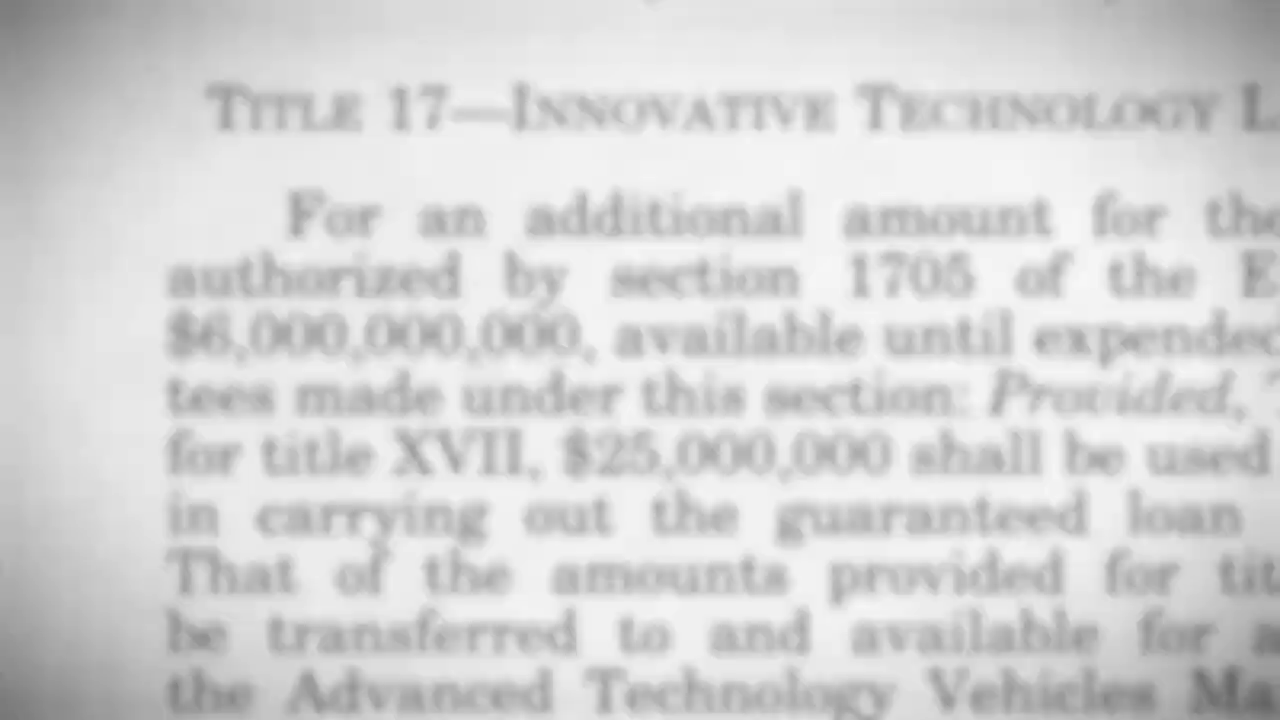 TITLE 17—INNOVATIVE TECHNOLOGY L
For an additional amount for the
authorized by section 1705 of the E
$6,000,000,000, available until expended
tees made under this section: Provided,
for title XVII, $25,000,000 shall be used
in carrying out the guaranteed loan
That of the amounts provided for tit
be transferred to and available for a
the Advanced Technology Vehicles Ma